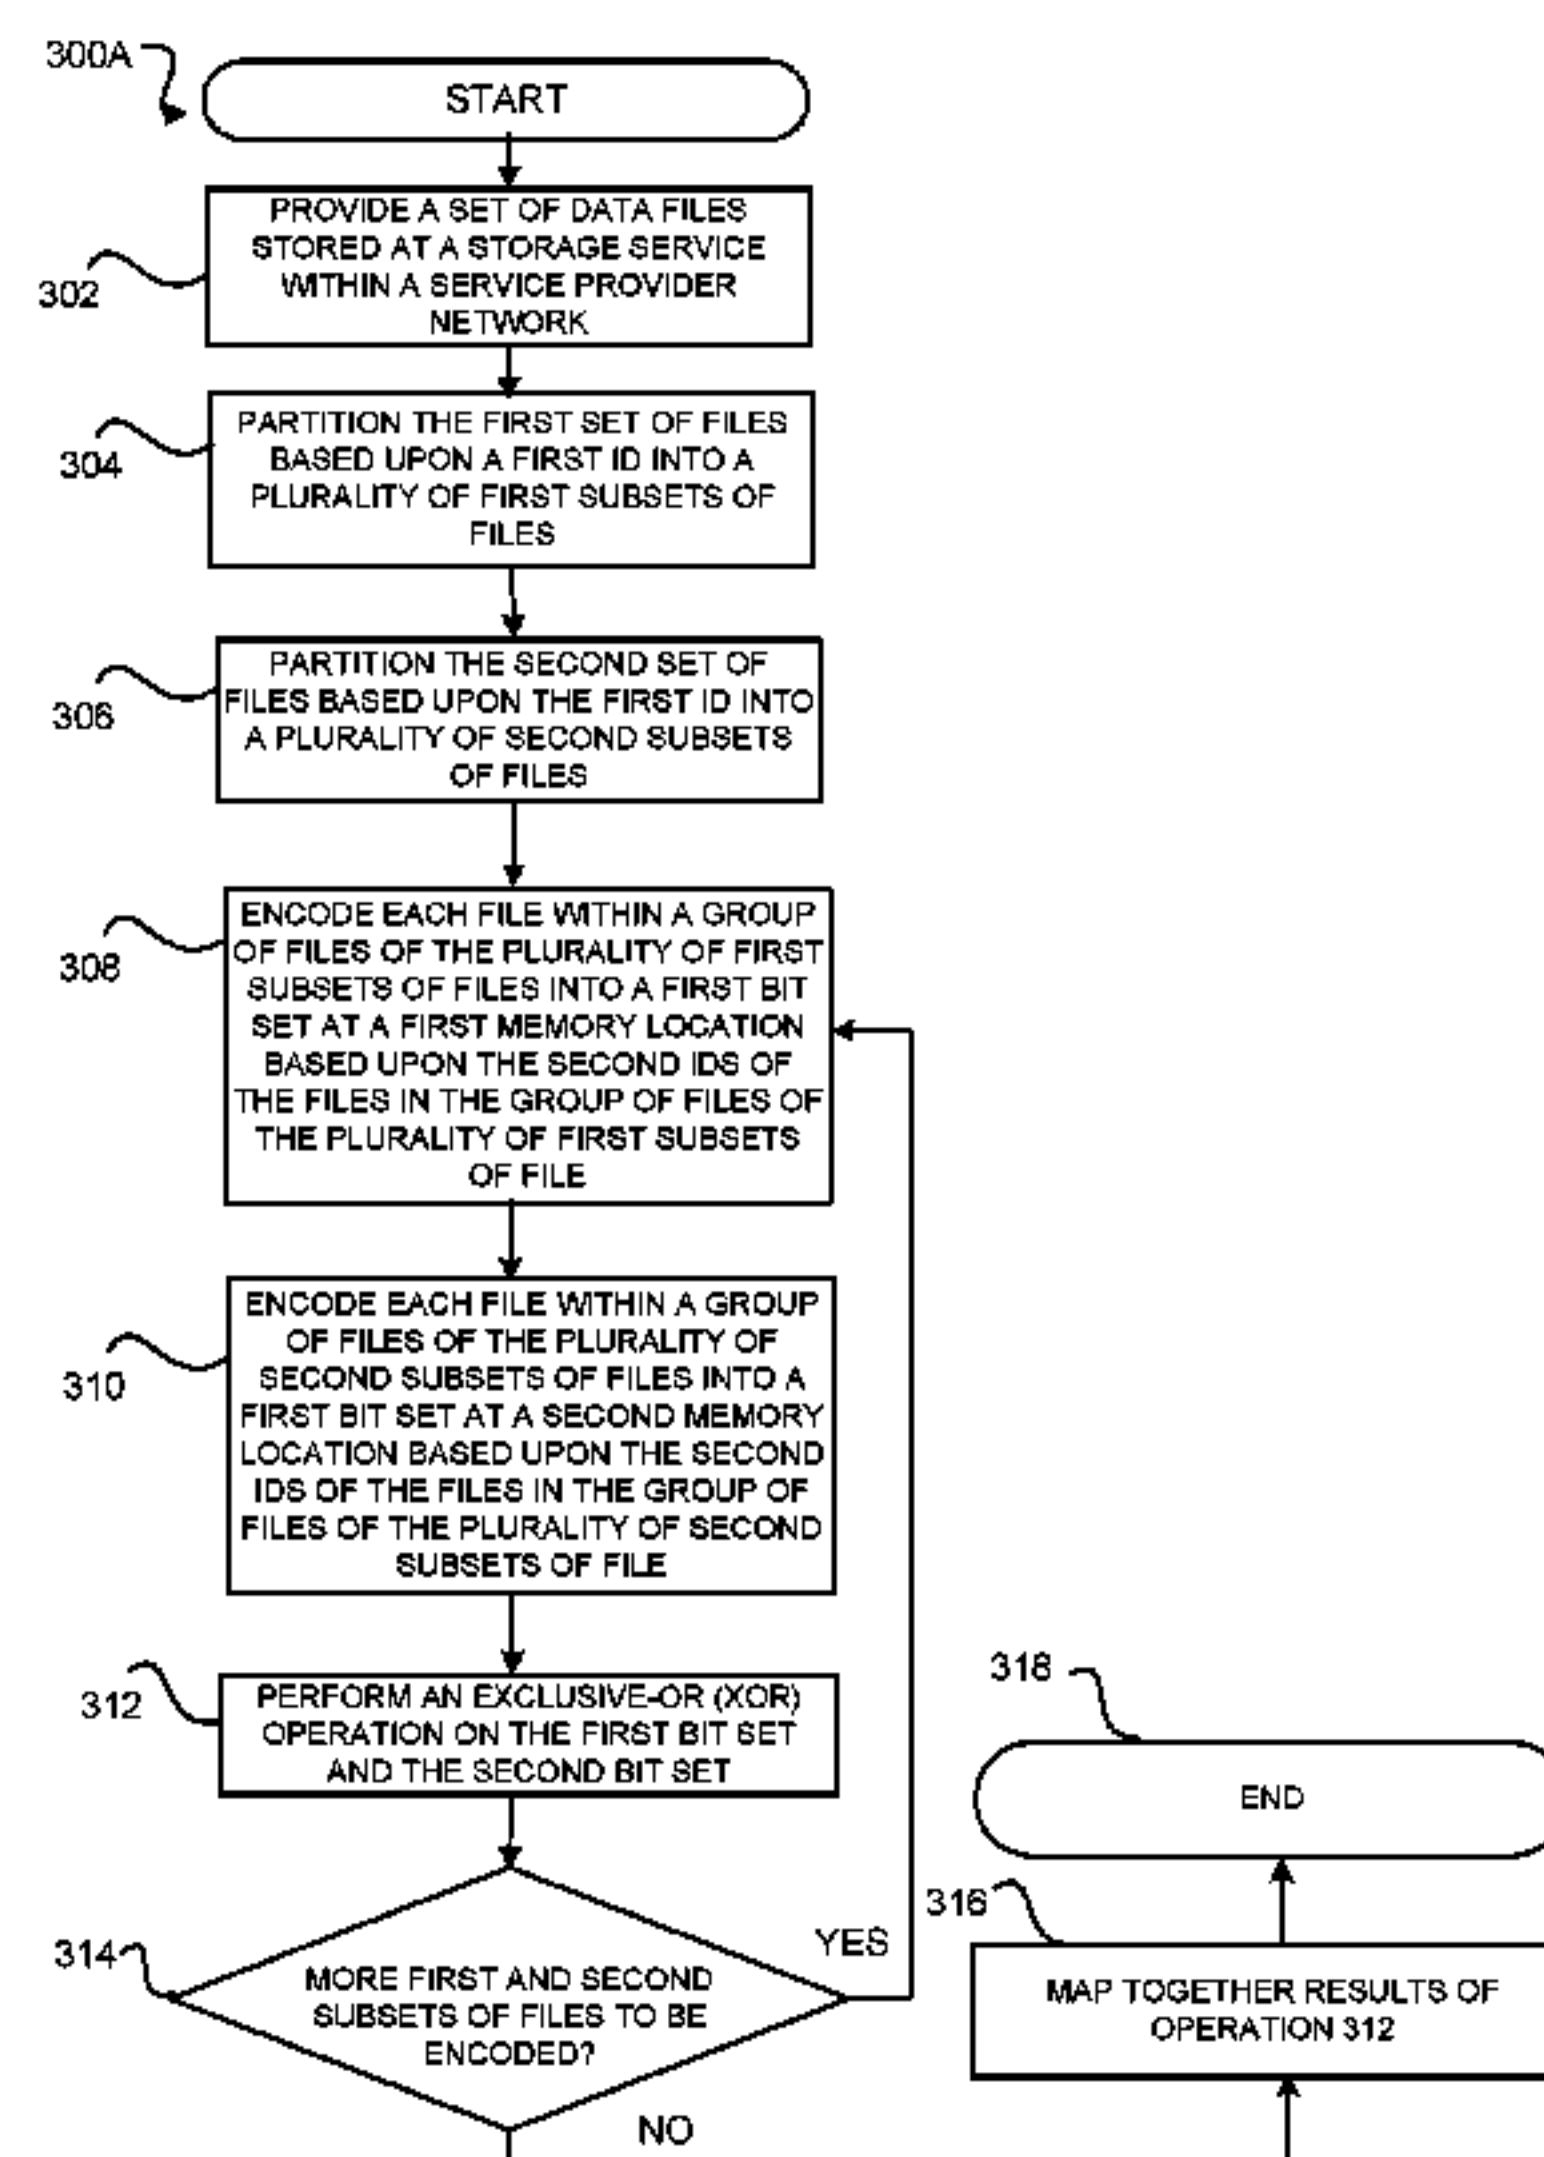 300A
START
PROVIDE A SET OF DATA FILES
STORED AT A STORAGE SERVICE
WITHIN A SERVICE PROVIDER
NETWORK
302
PARTITION THE FIRST SET OF FILES
BASED UPON A FIRST ID INTO A
PLURALITY OF FIRST SUBSETS OF
FILES
304
PARTITION THE SECOND SET OF
FILES BASED UPON THE FIRST ID INTO
A PLURALITY OF SECOND SUBSETS
OF FILES
306
ENCODE EACH FILE WITHIN A GROUP
OF FILES OF THE PLURALITY OF FIRST
SUBSETS OF FILES INTO A FIRST BIT
SET AT A FIRST MEMORY LOCATION
BASED UPON THE SECOND IDS OF
THE FILES IN THE GROUP OF FILES OF
THE PLURALITY OF FIRST SUBSETS
OF FILE
308
ENCODE EACH FILE WITHIN A GROUP
OF FILES OF THE PLURALITY OF
SECOND SUBSETS OF FILES INTO A
FIRST BIT SET AT A SECOND MEMORY
LOCATION BASED UPON THE SECOND
IDS OF THE FILES IN THE GROUP OF
FILES OF THE PLURALITY OF SECOND
SUBSETS OF FILE
310
PERFORM AN EXCLUSIVE-OR (XOR)
OPERATION ON THE FIRST BIT SET
AND THE SECOND BIT SET
312
MORE FIRST AND SECOND
SUBSETS OF FILES TO BE
ENCODED?
314
YES
NO
316
MAP TOGETHER RESULTS OF
OPERATION 312
318
END